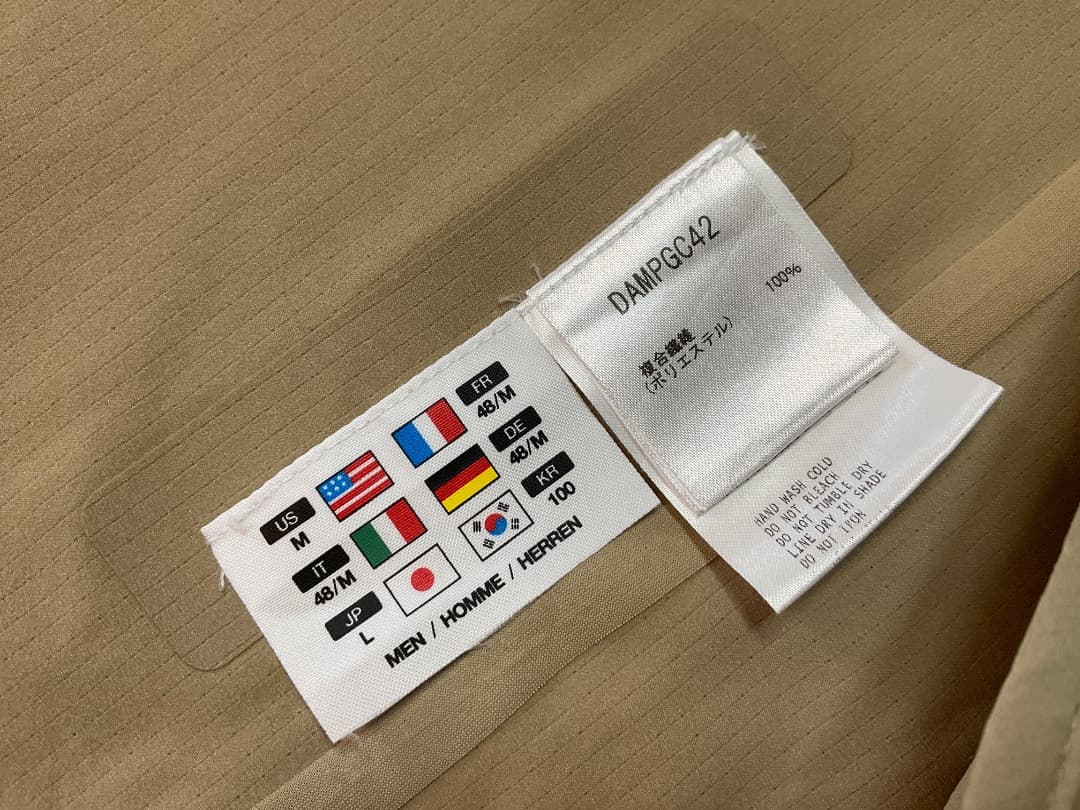 US
M
FR
48/M
IT
48/M
DE
48/M
JP
L
KR
100
MEN / HOMME / HERREN
DAMPGC42
複合繊維 100%
(ポリエステル)
HAND WASH COLD
DO NOT BLEACH
DO NOT TUMBLE DRY
LINE DRY IN SHADE
DO NOT IRON